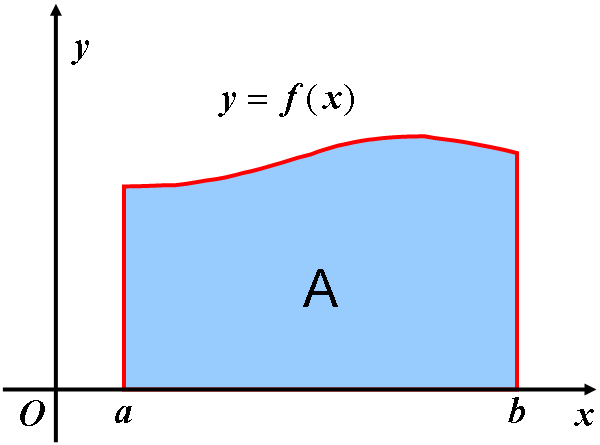 y
y = f(x)
A
O a b x